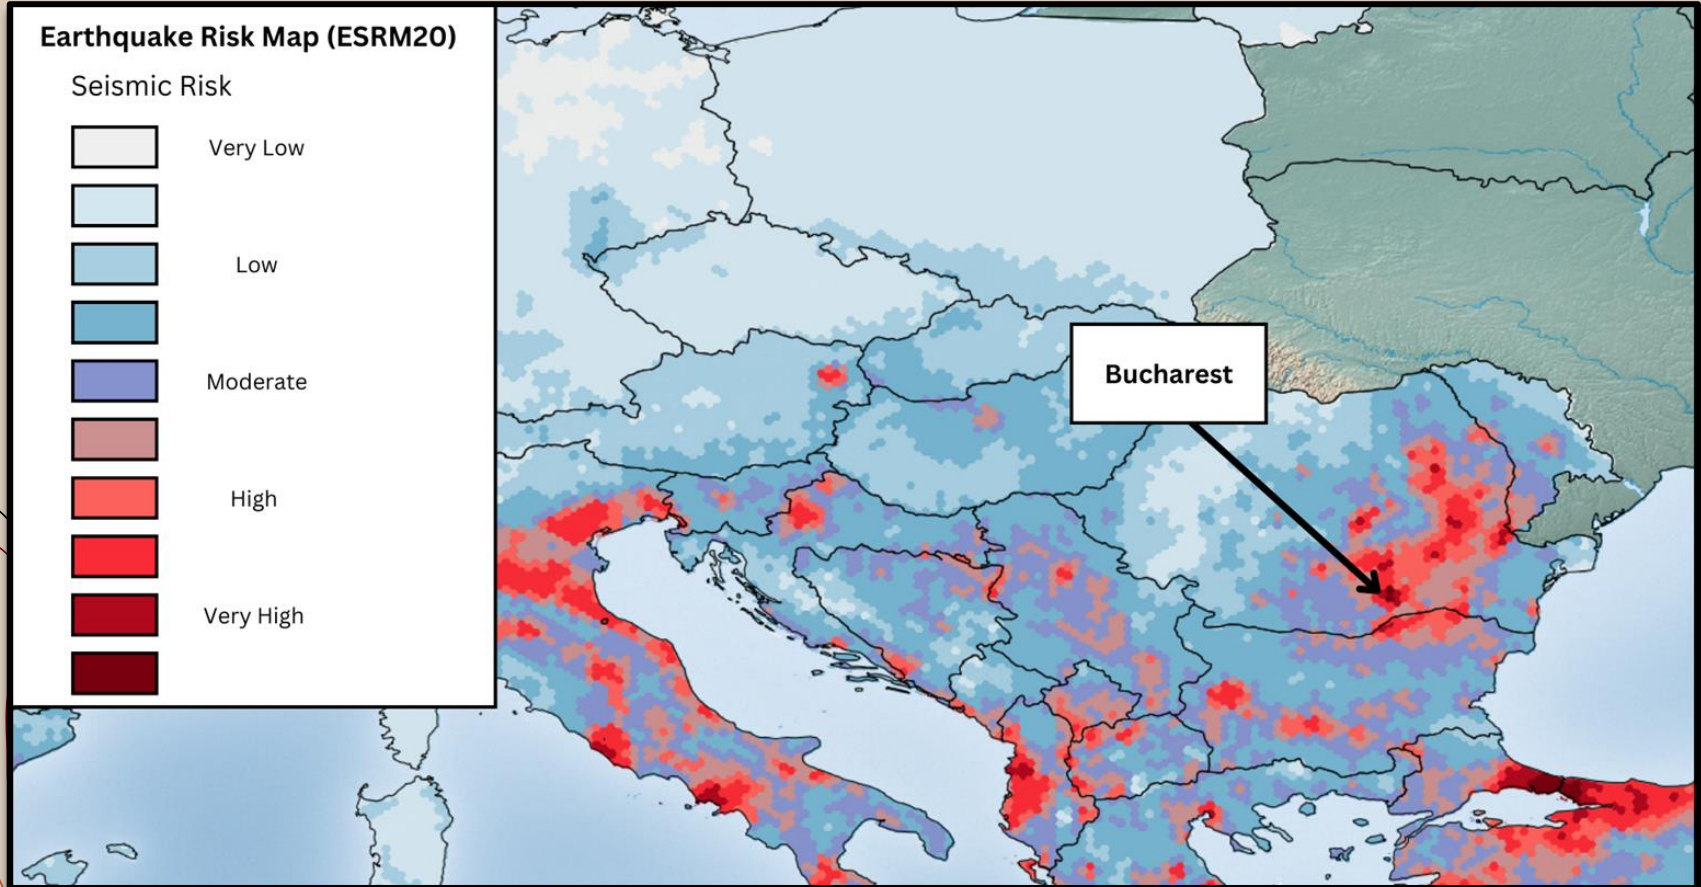 Earthquake Risk Map (ESRM20)
Seismic Risk
Very Low
Low
Moderate
High
Very High
Bucharest